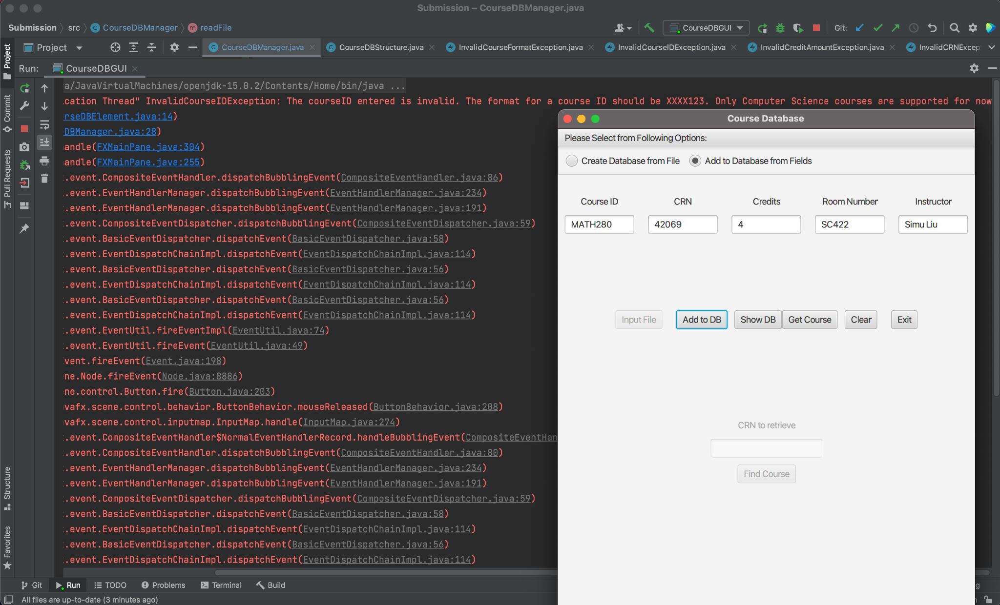 Submission – CourseDBManager.java
Submission src CourseDBManager readFile
CourseDBGUI Git:
Project
CourseDBManager.java CourseDBStructure.java InvalidCourseFormatException.java InvalidCourseIDException.java InvalidCreditAmountException.java InvalidCRNExcep
Run: CourseDBGUI
Project
Commit
Pull Requests
Structure
Favorites
va/JavaVirtualMachines/openjdk-15.0.2/Contents/Home/bin/java ...
ication Thread" InvalidCourseIDException: The courseID entered is invalid. The format for a course ID should be XXXX123. Only Computer Science courses are supported for now
urseDBElement.java:14)
DBManager.java:28)
andle(FXMainPane.java:304)
andle(FXMainPane.java:255)
.event.CompositeEventHandler.dispatchBubblingEvent(CompositeEventHandler.java:86)
.event.EventHandlerManager.dispatchBubblingEvent(EventHandlerManager.java:234)
.event.EventHandlerManager.dispatchBubblingEvent(EventHandlerManager.java:191)
.event.CompositeEventDispatcher.dispatchBubblingEvent(CompositeEventDispatcher.java:59)
.event.BasicEventDispatcher.dispatchEvent(BasicEventDispatcher.java:58)
.event.EventDispatchChainImpl.dispatchEvent(EventDispatchChainImpl.java:114)
.event.BasicEventDispatcher.dispatchEvent(BasicEventDispatcher.java:56)
.event.EventDispatchChainImpl.dispatchEvent(EventDispatchChainImpl.java:114)
.event.BasicEventDispatcher.dispatchEvent(BasicEventDispatcher.java:56)
.event.EventDispatchChainImpl.dispatchEvent(EventDispatchChainImpl.java:114)
.event.EventUtil.fireEventImpl(EventUtil.java:74)
.event.EventUtil.fireEvent(EventUtil.java:49)
vent.fireEvent(Event.java:198)
ne.Node.fireEvent(Node.java:8886)
ne.control.Button.fire(Button.java:203)
vafx.scene.control.behavior.ButtonBehavior.mouseReleased(ButtonBehavior.java:208)
vafx.scene.control.inputmap.InputMap.handle(InputMap.java:274)
.event.CompositeEventHandler$NormalEventHandlerRecord.handleBubblingEvent(CompositeEventHan
.event.CompositeEventHandler.dispatchBubblingEvent(CompositeEventHandler.java:80)
.event.EventHandlerManager.dispatchBubblingEvent(EventHandlerManager.java:234)
.event.EventHandlerManager.dispatchBubblingEvent(EventHandlerManager.java:191)
.event.CompositeEventDispatcher.dispatchBubblingEvent(CompositeEventDispatcher.java:59)
.event.BasicEventDispatcher.dispatchEvent(BasicEventDispatcher.java:58)
.event.EventDispatchChainImpl.dispatchEvent(EventDispatchChainImpl.java:114)
.event.BasicEventDispatcher.dispatchEvent(BasicEventDispatcher.java:56)
.event.EventDispatchChainImpl.dispatchEvent(EventDispatchChainImpl.java:114)
Course Database
Please Select from Following Options:
Create Database from File Add to Database from Fields
Course ID CRN Credits Room Number Instructor
MATH280 42069 4 SC422 Simu Liu
Input File Add to DB Show DB Get Course Clear Exit
CRN to retrieve
Find Course
Git Run TODO Problems Terminal Build
All files are up-to-date (3 minutes ago)